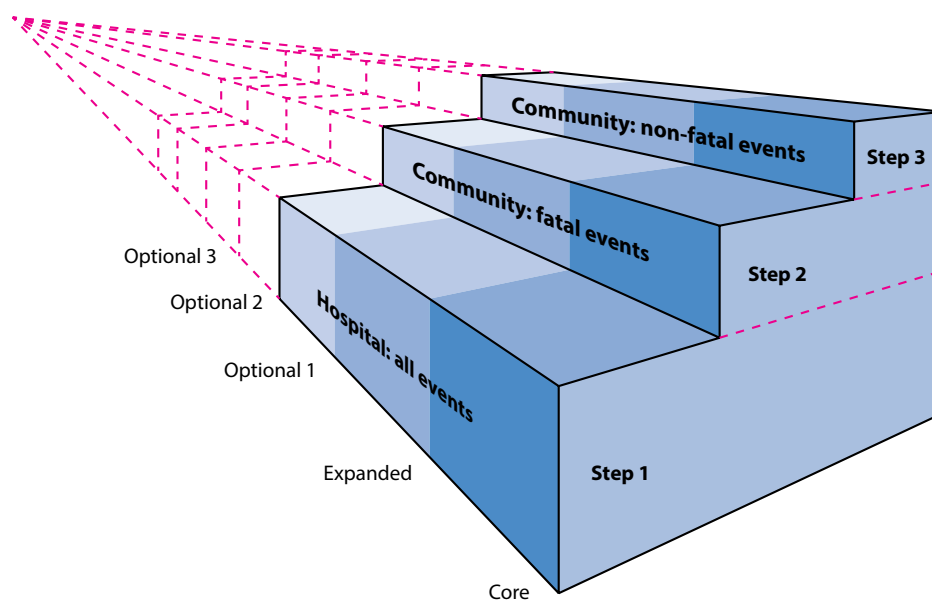 Community: non-fatal events
Step 3
Community: fatal events
Step 2
Hospital: all events
Step 1
Optional 3
Optional 2
Optional 1
Expanded
Core